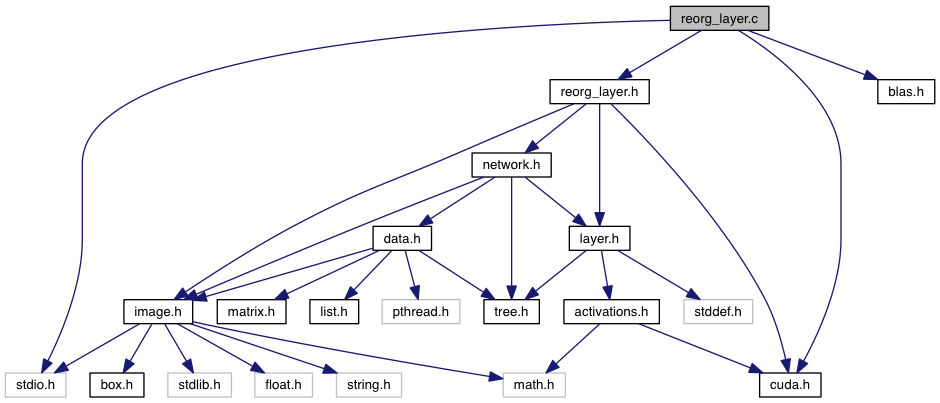 reorg_layer.c
reorg_layer.h
blas.h
network.h
data.h
layer.h
image.h
matrix.h
list.h
pthread.h
tree.h
activations.h
stddef.h
stdio.h
box.h
stdlib.h
float.h
string.h
math.h
cuda.h